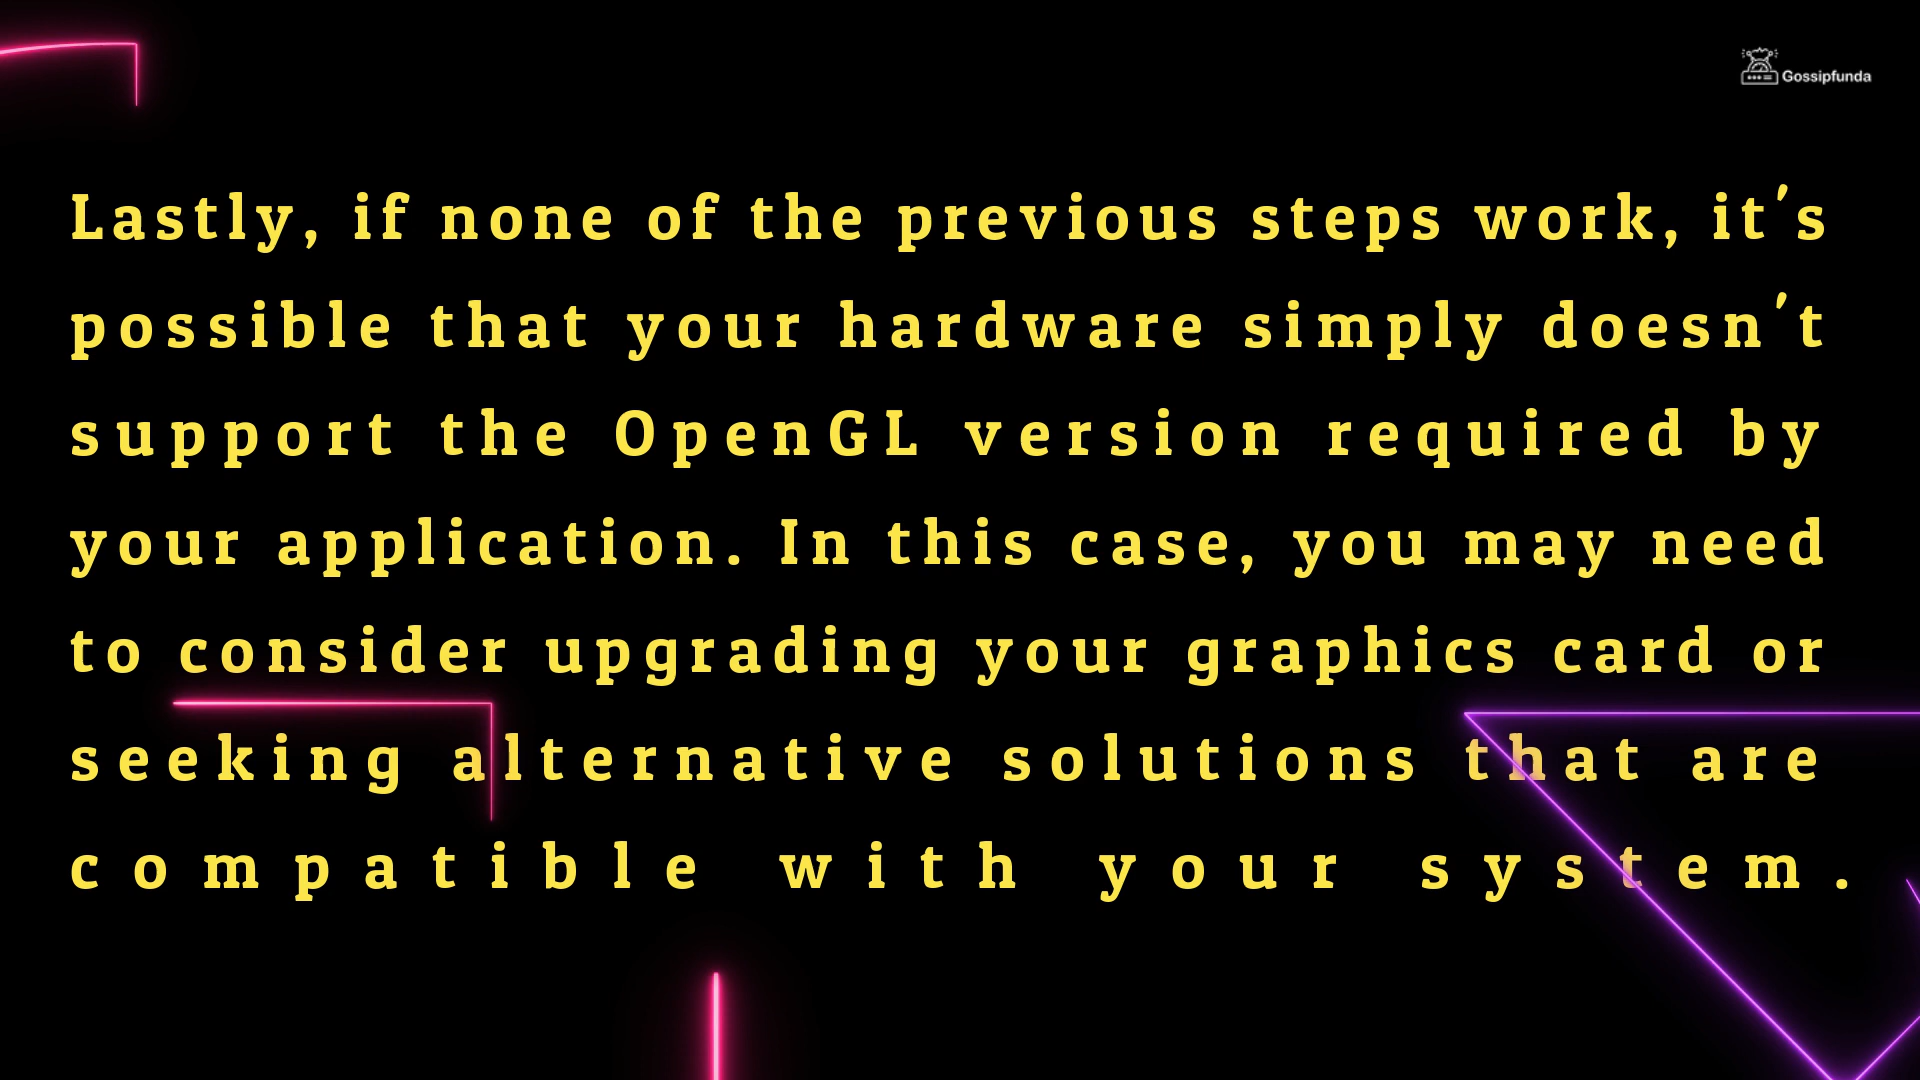 Gossipfunda
Lastly, if none of the previous steps work, it's
possible that your hardware simply doesn't
support the OpenGL version required by
your application. In this case, you may need
to consider upgrading your graphics card or
seeking alternative solutions that are
compatible with your system.